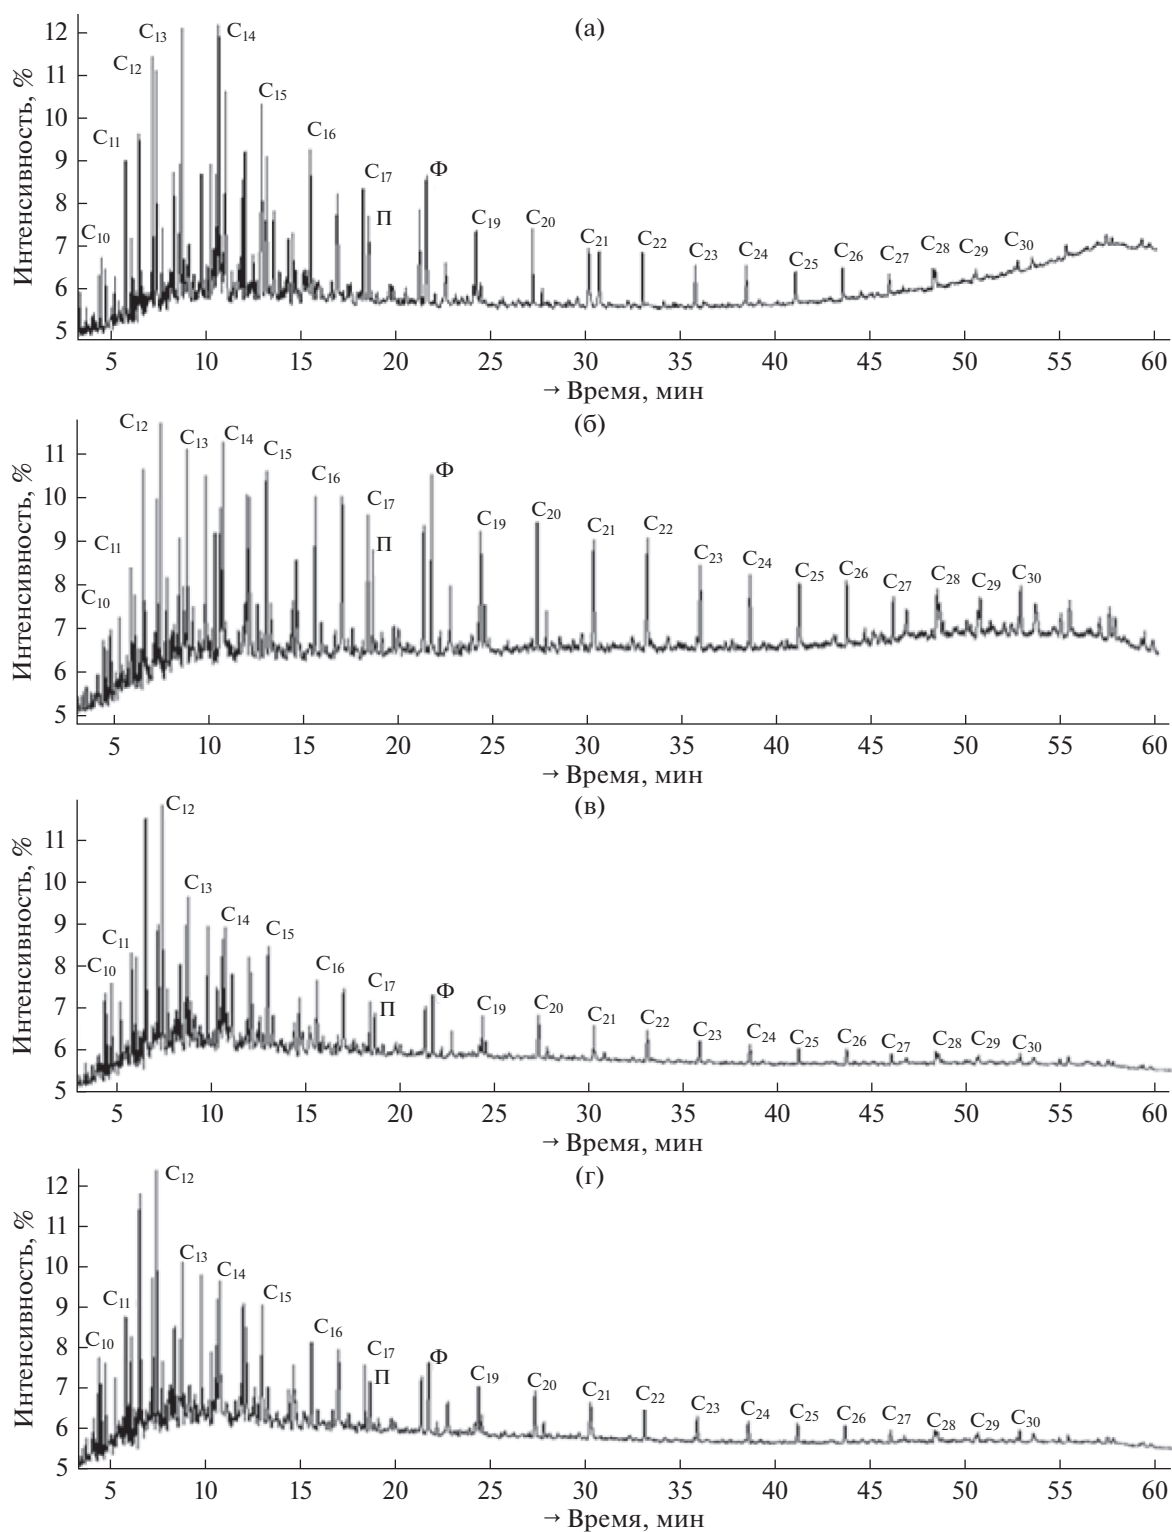 (а)
Интенсивность, %
12
11
10
9
8
7
6
5
C10
C11
C12
C13
C14
C15
C16
C17
П
Ф
C19
C20
C21
C22
C23
C24
C25
C26
C27
C28
C29
C30
5 10 15 20 25 30 35 40 45 50 55 60
→ Время, мин
(б)
Интенсивность, %
11
10
9
8
7
6
5
C10
C11
C12
C13
C14
C15
C16
C17
П
Ф
C19
C20
C21
C22
C23
C24
C25
C26
C27
C28
C29
C30
5 10 15 20 25 30 35 40 45 50 55 60
→ Время, мин
(в)
Интенсивность, %
11
10
9
8
7
6
5
C10
C11
C12
C13
C14
C15
C16
C17
П
Ф
C19
C20
C21
C22
C23
C24
C25
C26
C27
C28
C29
C30
5 10 15 20 25 30 35 40 45 50 55 60
→ Время, мин
(г)
Интенсивность, %
12
11
10
9
8
7
6
5
C10
C11
C12
C13
C14
C15
C16
C17
П
Ф
C19
C20
C21
C22
C23
C24
C25
C26
C27
C28
C29
C30
5 10 15 20 25 30 35 40 45 50 55 60
→ Время, мин